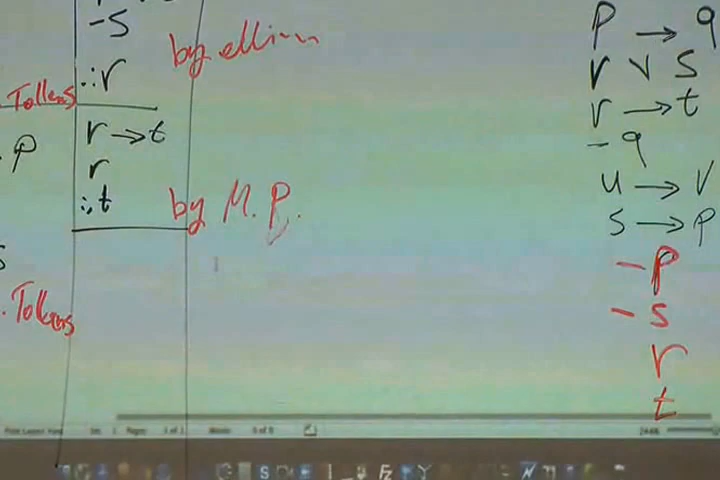 -s
by elim
∴ r
Tollens
p
r → t
r
∴ t
by M.P.
s
. Tollens
p → q
r v s
r → t
- q
u → v
s → p
- p
- s
r
t